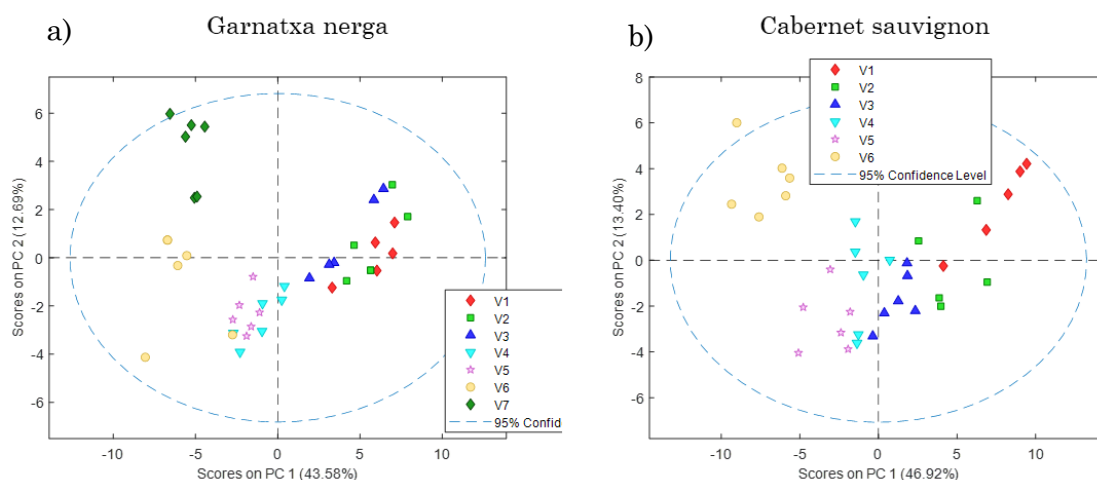 a)
Garnatxa nerga
6
4
2
0
-2
-4
-6
Scores on PC 2 (12.69%)
-10
-5
0
5
10
Scores on PC 1 (43.58%)
V1
V2
V3
V4
V5
V6
V7
95% Confid
b)
Cabernet sauvignon
8
6
4
2
0
-2
-4
-6
Scores on PC 2 (13.40%)
-10
-5
0
5
10
Scores on PC 1 (46.92%)
V1
V2
V3
V4
V5
V6
95% Confidence Level